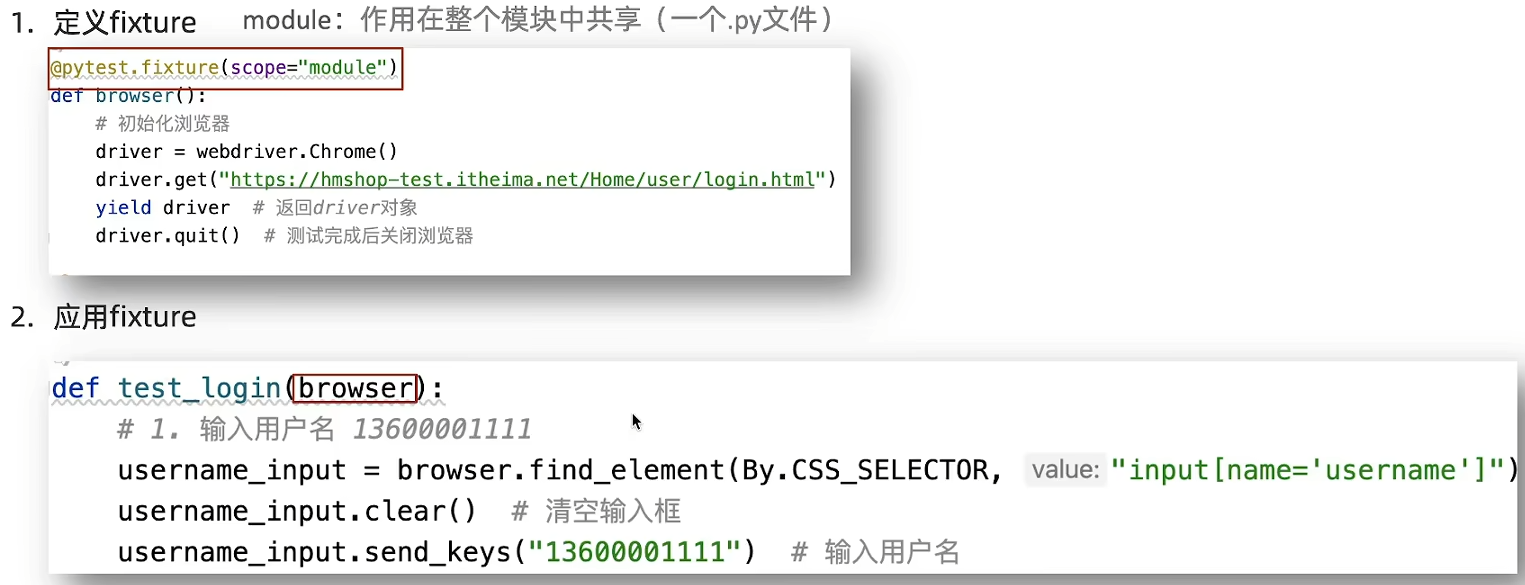 1. 定义fixture module：作用在整个模块中共享（一个.py文件）
@pytest.fixture(scope="module")
def browser():
# 初始化浏览器
driver = webdriver.Chrome()
driver.get("https://hmshop-test.itheima.net/Home/user/login.html")
yield driver # 返回driver对象
driver.quit() # 测试完成后关闭浏览器
2. 应用fixture
def test_login(browser):
# 1. 输入用户名 13600001111
username_input = browser.find_element(By.CSS_SELECTOR, value: "input[name='username']")
username_input.clear() # 清空输入框
username_input.send_keys("13600001111") # 输入用户名